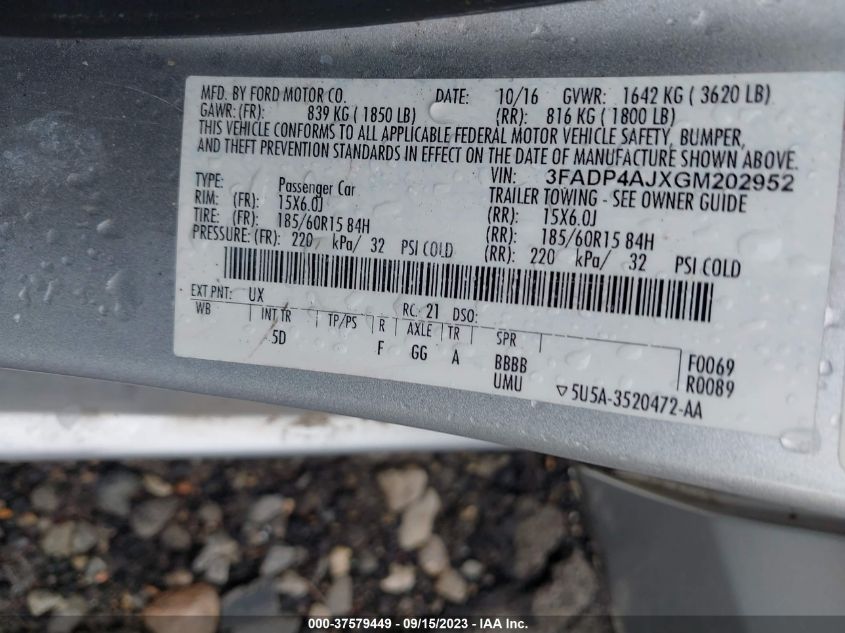 MFD. BY FORD MOTOR CO. DATE: 10/16 GVWR: 1642 KG ( 3620 LB)
GAWR:(FR): 839 KG ( 1850 LB) (RR): 816 KG ( 1800 LB)
THIS VEHICLE CONFORMS TO ALL APPLICABLE FEDERAL MOTOR VEHICLE SAFETY, BUMPER,
AND THEFT PREVENTION STANDARDS IN EFFECT ON THE DATE OF MANUFACTURE SHOWN ABOVE.
VIN: 3FADP4AJXGM202952
TYPE: Passenger Car TRAILER TOWING - SEE OWNER GUIDE
RIM: (FR): 15X6.0J (RR): 15X6.0J
TIRE: (FR): 185/60R15 84H (RR): 185/60R15 84H
PRESSURE:(FR): 220 kPa/ 32 PSI COLD (RR): 220 kPa/ 32 PSI COLD
EXT PNT: UX RC: 21 DSO:
WB INT TR TP/PS R AXLE TR SPR
5D F GG A BBBB F0069
UMU R0089
▽5U5A-3520472-AA
000-37579449 - 09/15/2023 - IAA Inc.